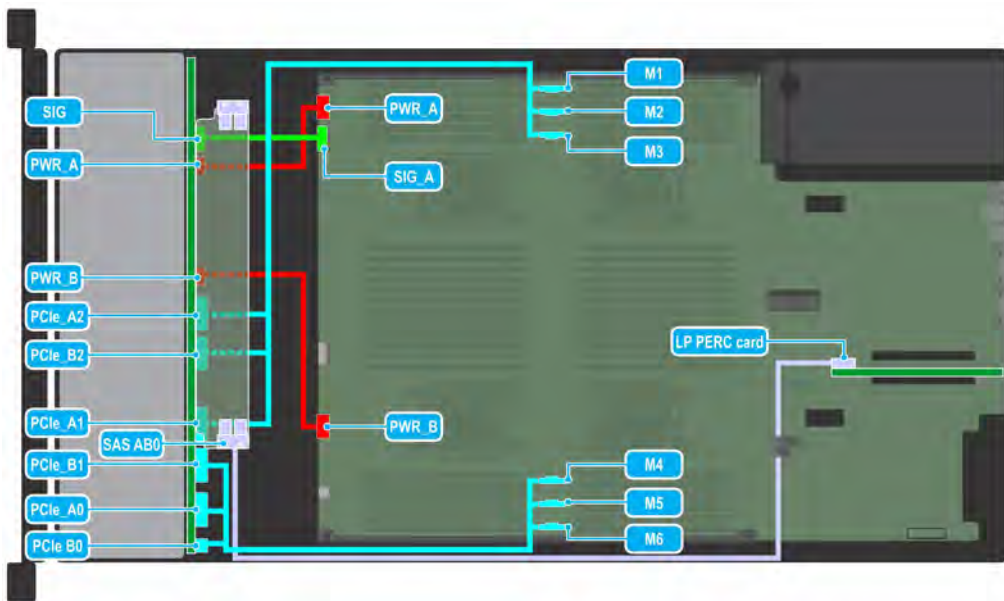 M1
SIG
PWR_A
M2
M3
PWR_A
SIG_A
PWR_B
PCIe_A2
PCIe_B2
LP PERC card
PCIe_A1
PWR_B
SAS AB0
PCIe_B1
M4
PCIe_A0
M5
PCIe B0
M6